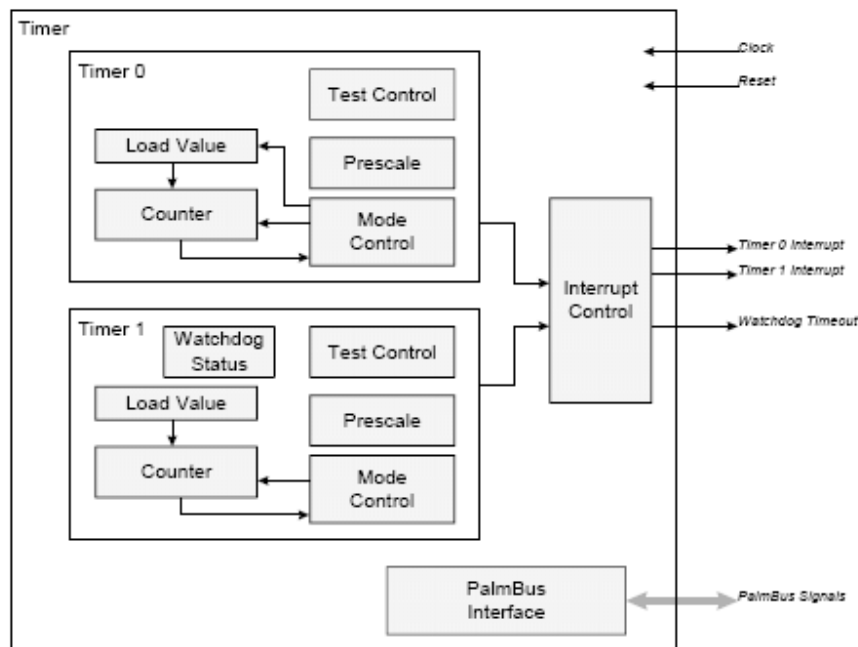 Timer
Timer 0
Test Control
Load Value
Prescale
Counter
Mode
Control
Timer 1
Watchdog
Status
Test Control
Load Value
Prescale
Counter
Mode
Control
Interrupt
Control
PalmBus
Interface
Clock
Reset
Timer 0 Interrupt
Timer 1 Interrupt
Watchdog Timeout
PalmBus Signals